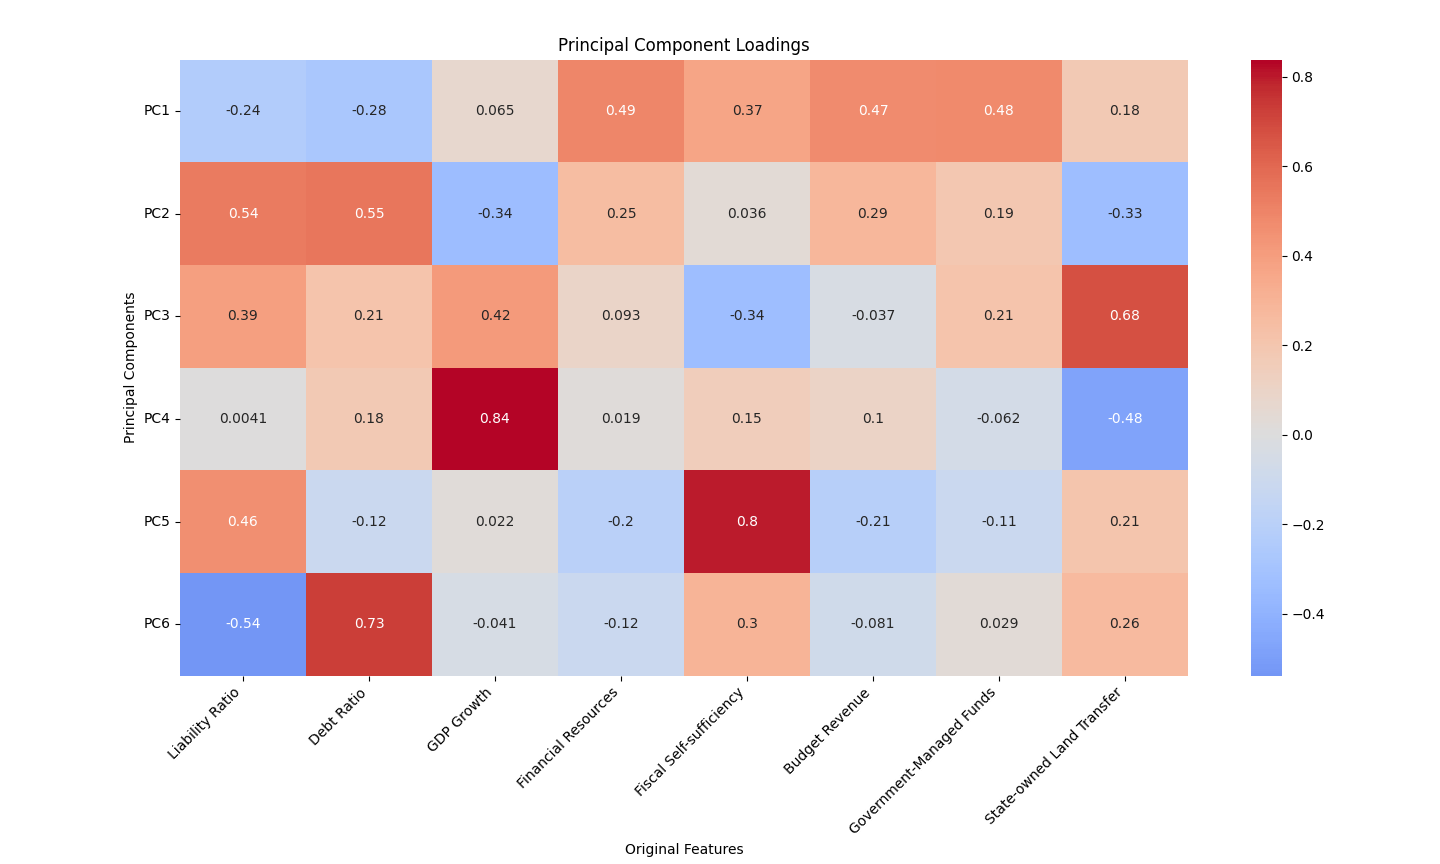 Principal Component Loadings
Principal Components
PC1 -0.24 -0.28 0.065 0.49 0.37 0.47 0.48 0.18
PC2 0.54 0.55 -0.34 0.25 0.036 0.29 0.19 -0.33
PC3 0.39 0.21 0.42 0.093 -0.34 -0.037 0.21 0.68
PC4 0.0041 0.18 0.84 0.019 0.15 0.1 -0.062 -0.48
PC5 0.46 -0.12 0.022 -0.2 0.8 -0.21 -0.11 0.21
PC6 -0.54 0.73 -0.041 -0.12 0.3 -0.081 0.029 0.26
Liability Ratio
Debt Ratio
GDP Growth
Financial Resources
Fiscal Self-sufficiency
Budget Revenue
Government-Managed Funds
State-owned Land Transfer
Original Features
0.8
0.6
0.4
0.2
0.0
−0.2
−0.4